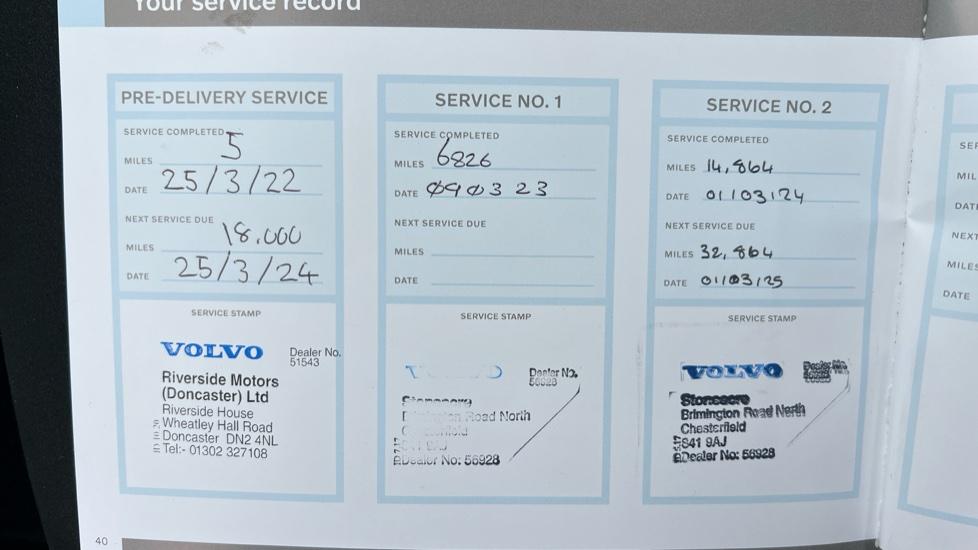 Your service record
PRE-DELIVERY SERVICE
SERVICE COMPLETED
MILES 5
DATE 25/3/22
NEXT SERVICE DUE
MILES 18.000
DATE 25/3/24
SERVICE STAMP
VOLVO
Dealer No.
51543
Riverside Motors
(Doncaster) Ltd
Riverside House
Wheatley Hall Road
Doncaster DN2 4NL
Tel:- 01302 327108
SERVICE NO. 1
SERVICE COMPLETED
MILES 6826
DATE 090323
NEXT SERVICE DUE
MILES
DATE
SERVICE STAMP
Dealer No.
Road North
Dealer No: 56928
SERVICE NO. 2
SERVICE COMPLETED
MILES 14,864
DATE 01/03/24
NEXT SERVICE DUE
MILES 32,864
DATE 01/03/25
SERVICE STAMP
VOLVO
Stoneacre
Brimington Road North
Chesterfield
S41 9AJ
Dealer No: 56928
DATE
40